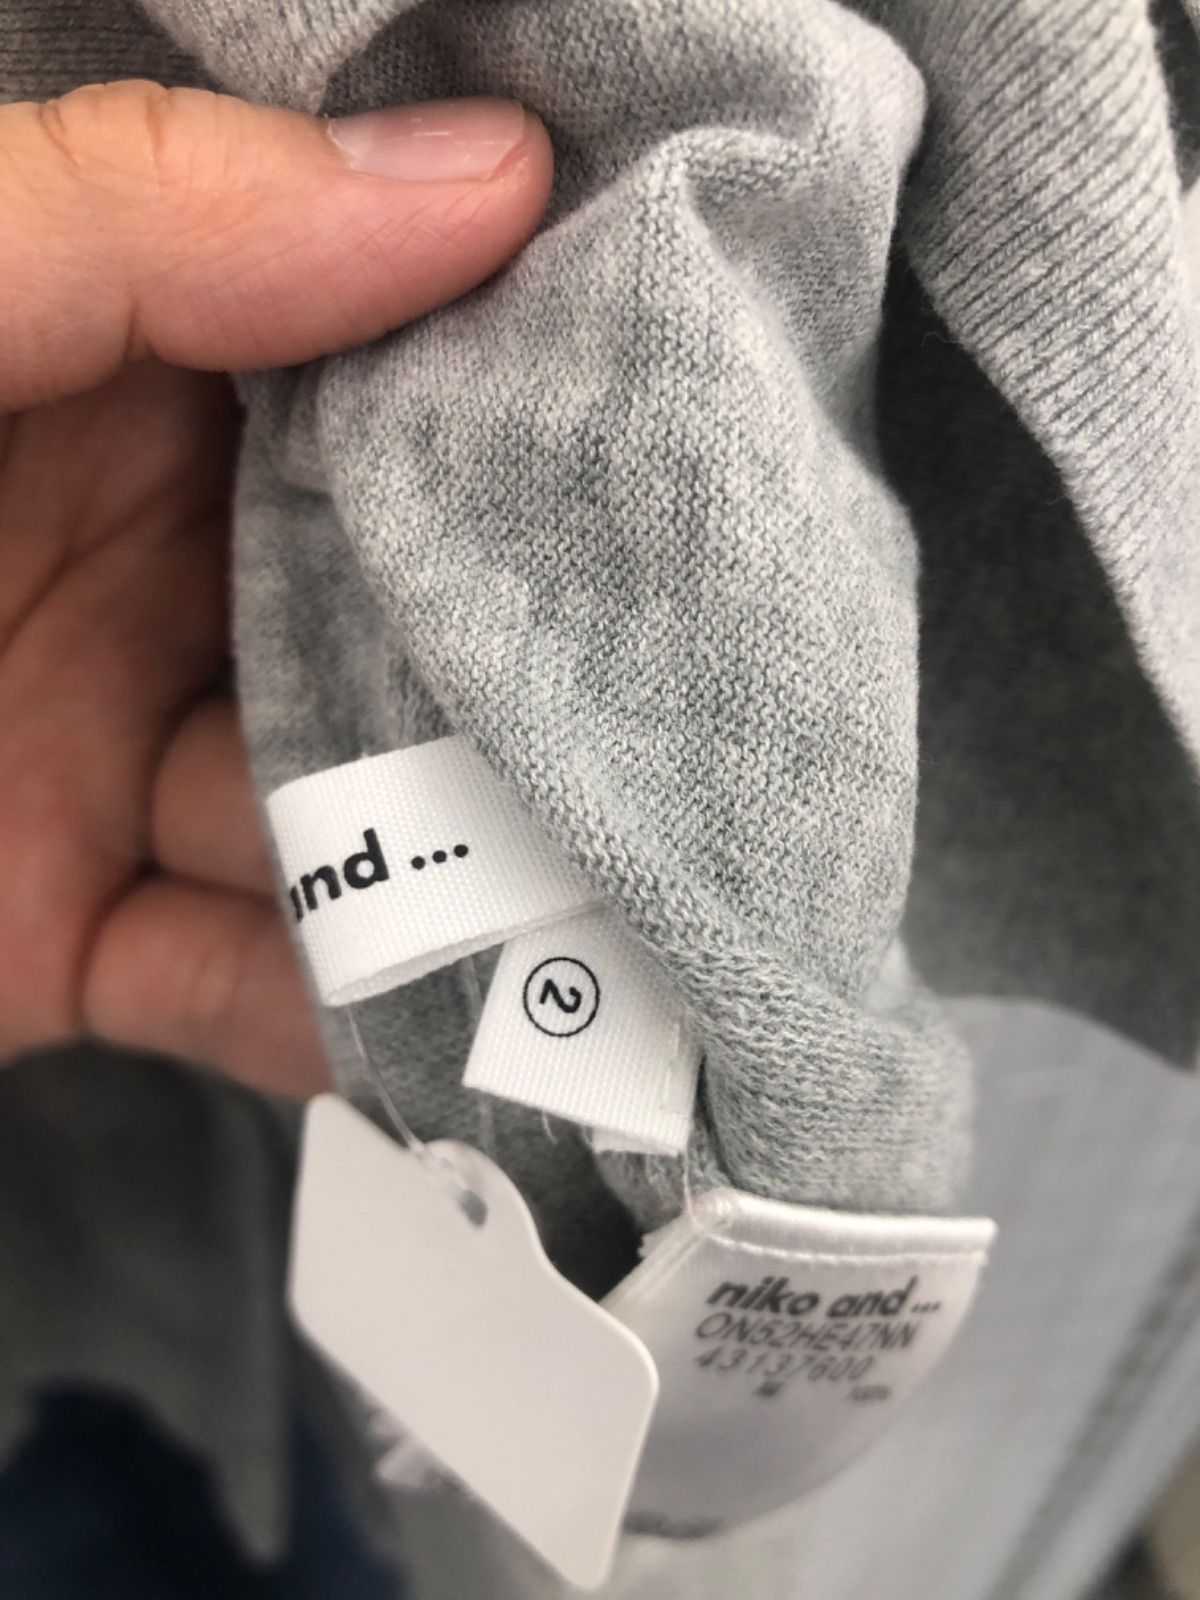 and ...
2
niko and...
ON52HE47NN
43137600